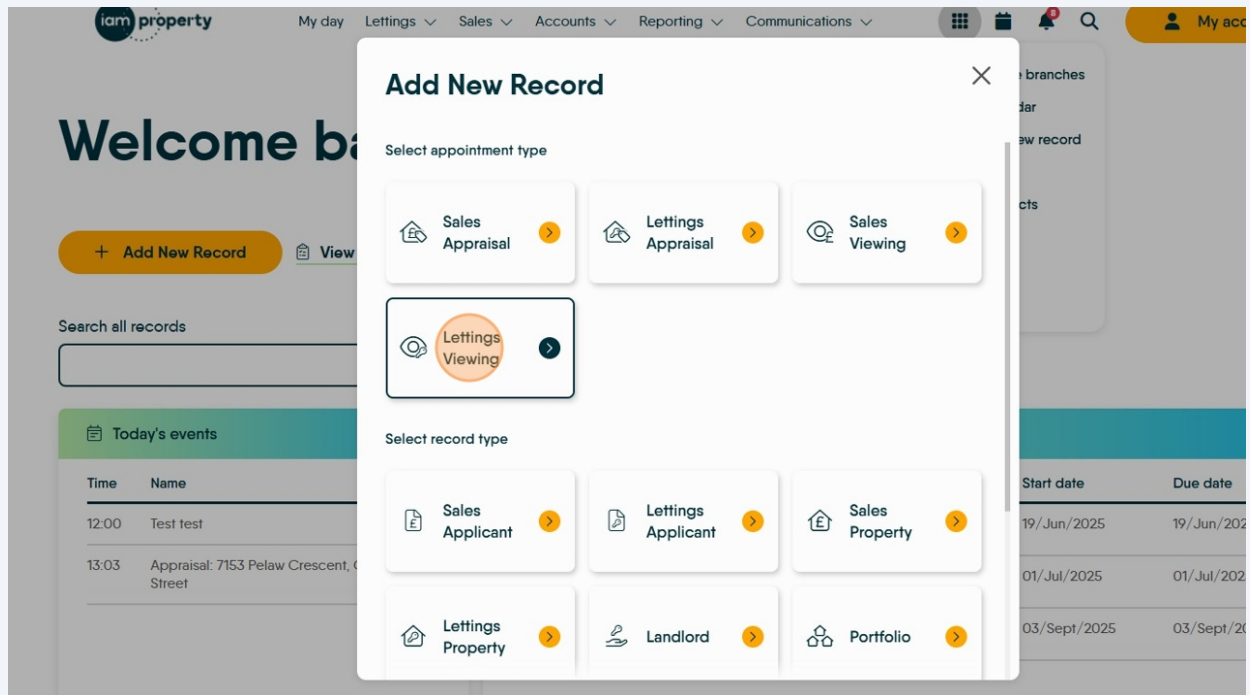 iam property
My day Lettings Sales Accounts Reporting Communications 8 My acc
Add New Record
branches
dar
ew record
cts
Welcome ba
Select appointment type
Sales
Appraisal
Lettings
Appraisal
Sales
Viewing
+ Add New Record View
Lettings
Viewing
Search all records
Today's events
Select record type
Time Name Start date Due date
Sales
Applicant
Lettings
Applicant
Sales
Property
12:00 Test test 19/Jun/2025 19/Jun/202
13:03 Appraisal: 7153 Pelaw Crescent, 01/Jul/2025 01/Jul/202
Street
Lettings
Property
Landlord
Portfolio
03/Sept/2025 03/Sept/20